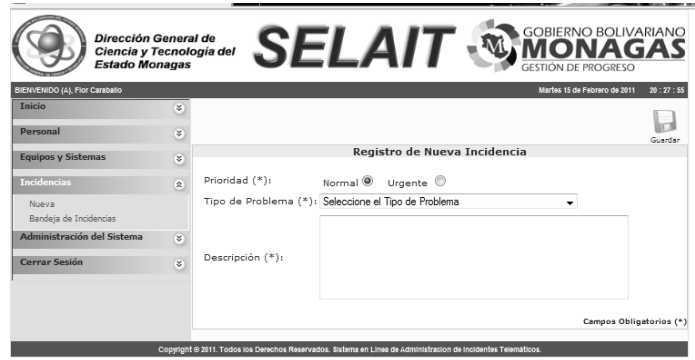 Dirección General de
Ciencia y Tecnología del
Estado Monagas
SELAIT
GOBIERNO BOLIVARIANO
MONAGAS
GESTIÓN DE PROGRESO
BIENVENIDO (A), Flor Caraballo
Martes 15 de Febrero de 2011 20 : 27 : 55
Inicio
Personal
Equipos y Sistemas
Incidencias
Nueva
Bandeja de Incidencias
Administración del Sistema
Cerrar Sesión
Guardar
Registro de Nueva Incidencia
Prioridad (*): Normal Urgente
Tipo de Problema (*): Seleccione el Tipo de Problema
Descripción (*):
Campos Obligatorios (*)
Copyright © 2011. Todos los Derechos Reservados. Sistema en Linea de Administracion de Incidentes Telemáticos.